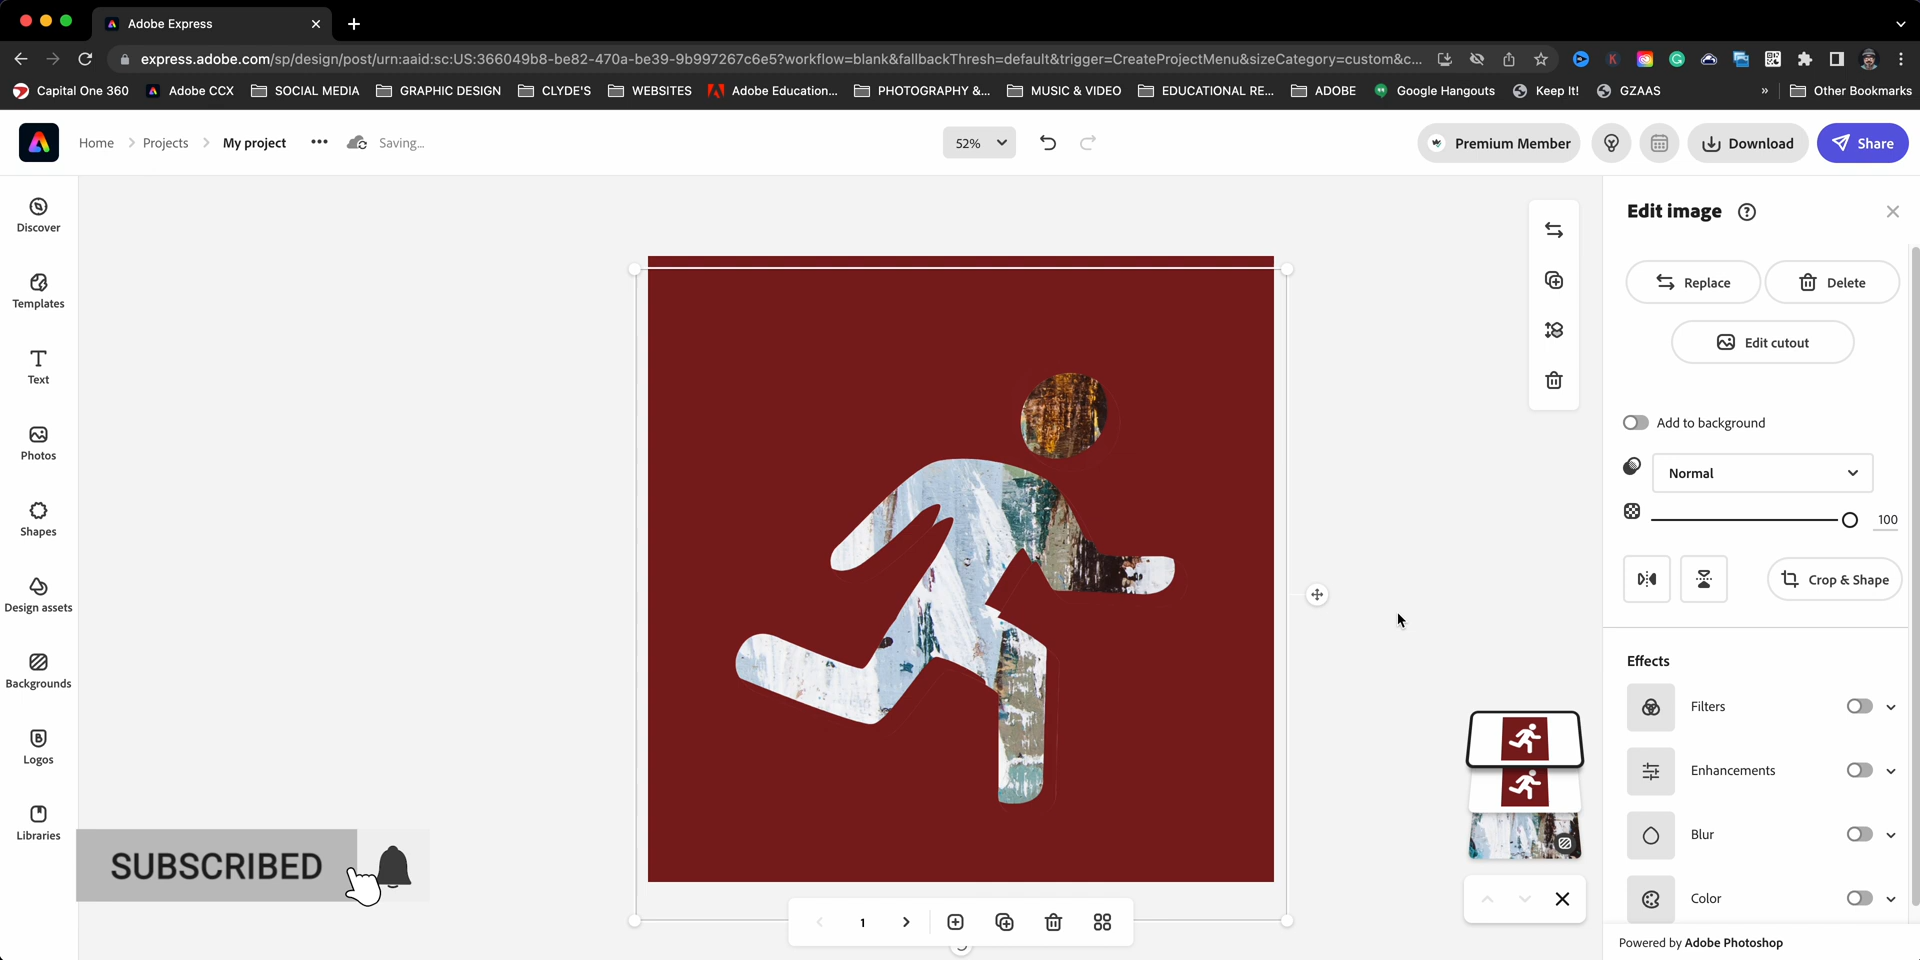 Adobe Express
express.adobe.com/sp/design/post/urn:aaid:sc:US:366049b8-be82-470a-be39-9b997267c6e5?workflow=blank&fallbackThresh=default&trigger=CreateProjectMenu&sizeCategory=custom&c...
Capital One 360 Adobe CCX SOCIAL MEDIA GRAPHIC DESIGN CLYDE'S WEBSITES Adobe Education... PHOTOGRAPHY &... MUSIC & VIDEO EDUCATIONAL RE... ADOBE Google Hangouts Keep It! GZAAS » Other Bookmarks
Home Projects My project ... Saving... 52% Premium Member Download Share
Discover
Templates
Text
Photos
Shapes
Design assets
Backgrounds
Logos
Libraries
SUBSCRIBED
1
Edit image
Replace Delete
Edit cutout
Add to background
Normal
100
Crop & Shape
Effects
Filters
Enhancements
Blur
Color
Powered by Adobe Photoshop